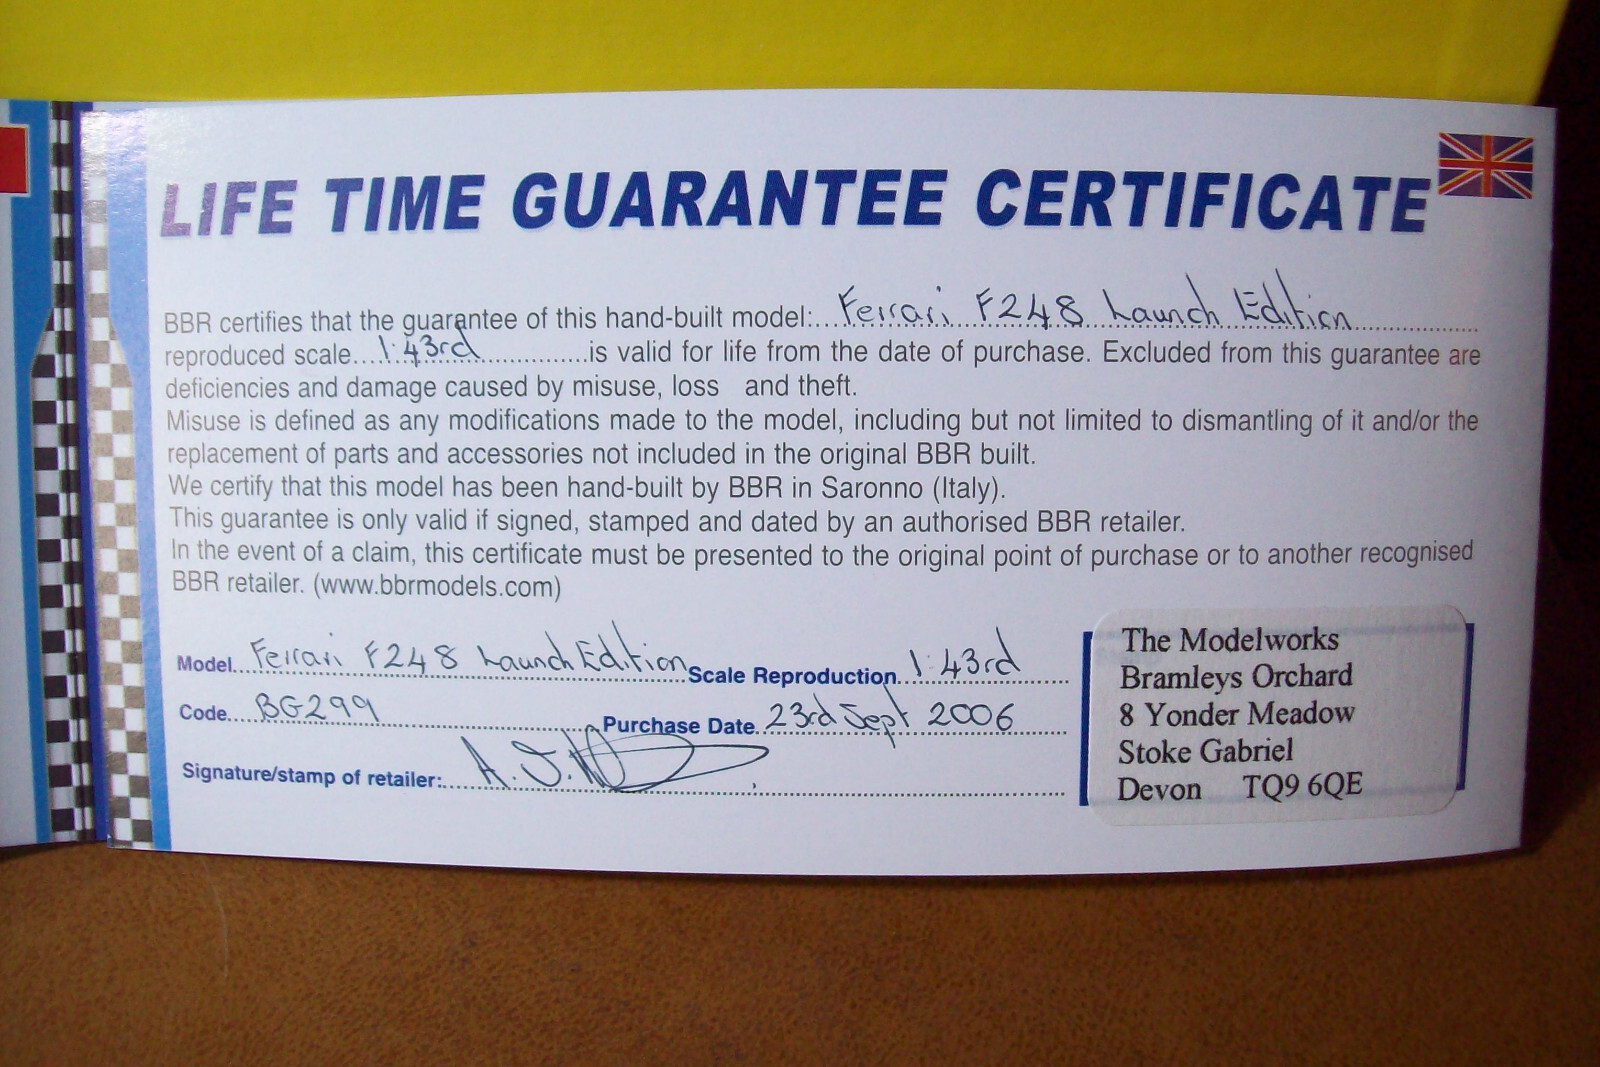 LIFE TIME GUARANTEE CERTIFICATE
BBR certifies that the guarantee of this hand-built model:....Ferrari F248 Launch Edition....
reproduced scale....1:43rd....is valid for life from the date of purchase. Excluded from this guarantee are
deficiencies and damage caused by misuse, loss and theft.
Misuse is defined as any modifications made to the model, including but not limited to dismantling of it and/or the
replacement of parts and accessories not included in the original BBR built.
We certify that this model has been hand-built by BBR in Saronno (Italy).
This guarantee is only valid if signed, stamped and dated by an authorised BBR retailer.
In the event of a claim, this certificate must be presented to the original point of purchase or to another recognised
BBR retailer. (www.bbrmodels.com)
Model....Ferrari F248 Launch Edition....Scale Reproduction....1:43rd....
Code....BG299....Purchase Date....23rd Sept 2006....
Signature/stamp of retailer:....A.J.
The Modelworks
Bramleys Orchard
8 Yonder Meadow
Stoke Gabriel
Devon TQ9 6QE